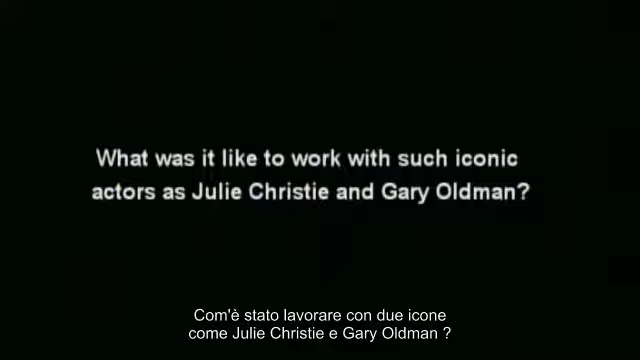 What was it like to work with such iconic
actors as Julie Christie and Gary Oldman?
Com'è stato lavorare con due icone
come Julie Christie e Gary Oldman ?